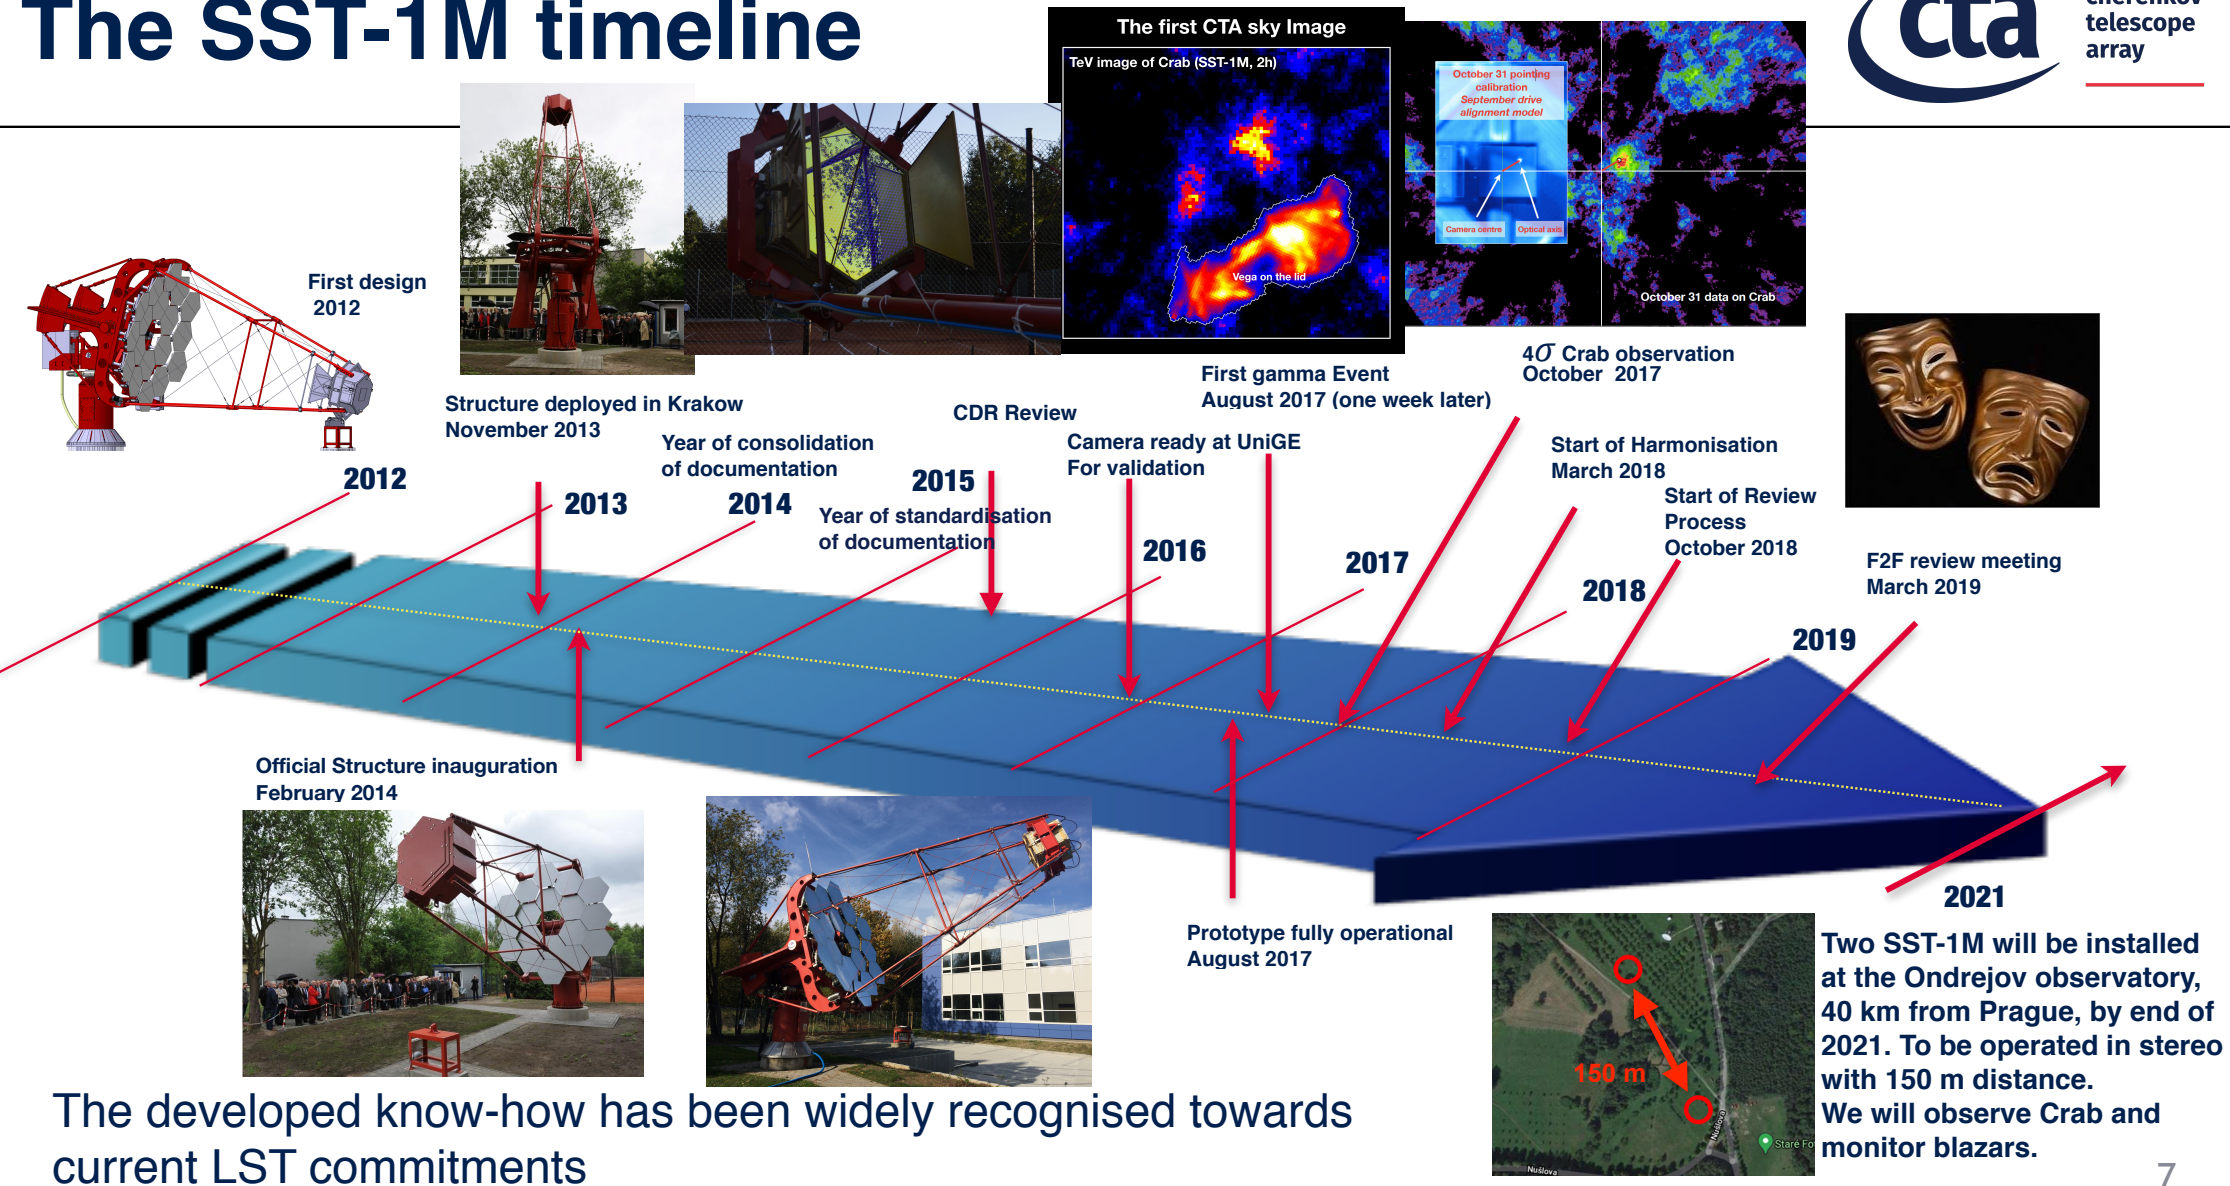 The SST-1M timeline
cta
cherenkov
telescope
array
The first CTA sky Image
TeV image of Crab (SST-1M, 2h)
Vega on the lid
October 31 pointing
calibration
September drive
alignment model
Camera centre
Optical axis
October 31 data on Crab
First design
2012
Structure deployed in Krakow
November 2013
Year of consolidation
of documentation
CDR Review
Year of standardisation
of documentation
Camera ready at UniGE
For validation
First gamma Event
August 2017 (one week later)
4σ Crab observation
October 2017
Start of Harmonisation
March 2018
Start of Review
Process
October 2018
F2F review meeting
March 2019
2012
2013
2014
2015
2016
2017
2018
2019
Official Structure inauguration
February 2014
Prototype fully operational
August 2017
2021
Two SST-1M will be installed
at the Ondrejov observatory,
40 km from Prague, by end of
2021. To be operated in stereo
with 150 m distance.
We will observe Crab and
monitor blazars.
150 m
Nušlova
Nušlova
Staré Fo
The developed know-how has been widely recognised towards
current LST commitments
7